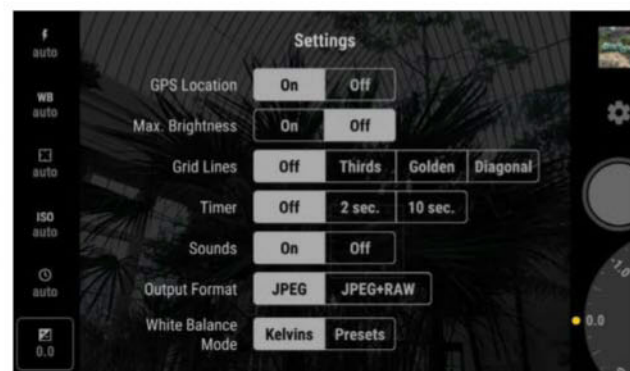 auto
WB
auto
auto
ISO
auto
auto
0.0
Settings
GPS Location On Off
Max. Brightness On Off
Grid Lines Off Thirds Golden Diagonal
Timer Off 2 sec. 10 sec.
Sounds On Off
Output Format JPEG JPEG+RAW
White Balance
Mode Kelvins Presets
-1.0
0.0